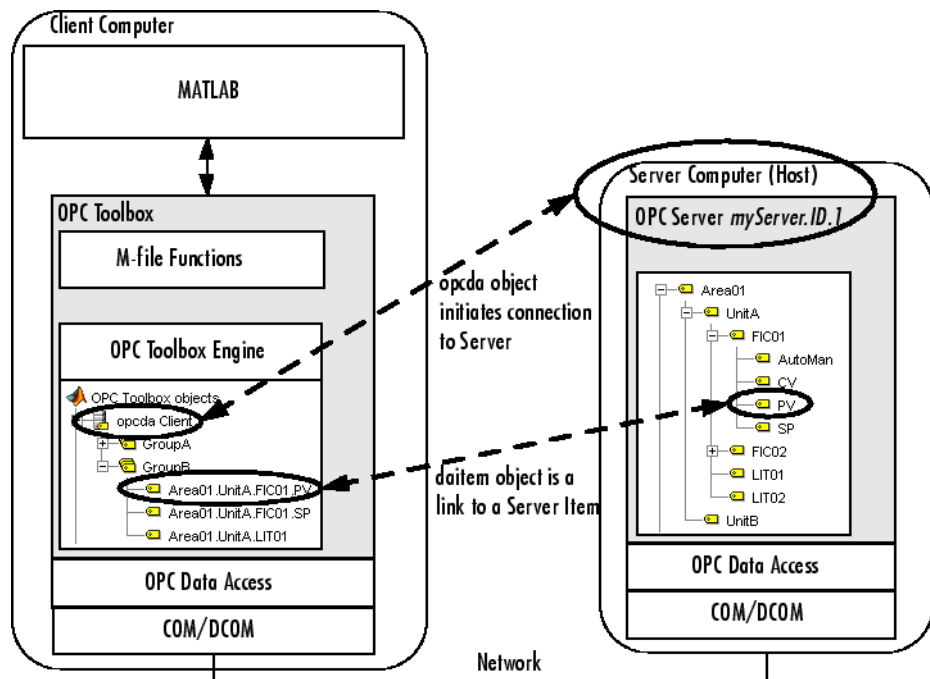 Client Computer
MATLAB
OPC Toolbox
M-file Functions
OPC Toolbox Engine
OPC Toolbox objects
opcda Client
GroupA
GroupB
Area01.UnitA.FIC01.PV
Area01.UnitA.FIC01.SP
Area01.UnitA.LIT01
OPC Data Access
COM/DCOM
opcda object
initiates connection
to Server
daitem object is a
link to a Server Item
Network
Server Computer (Host)
OPC Server myServer.ID.1
Area01
UnitA
FIC01
AutoMan
CV
PV
SP
FIC02
LIT01
LIT02
UnitB
OPC Data Access
COM/DCOM